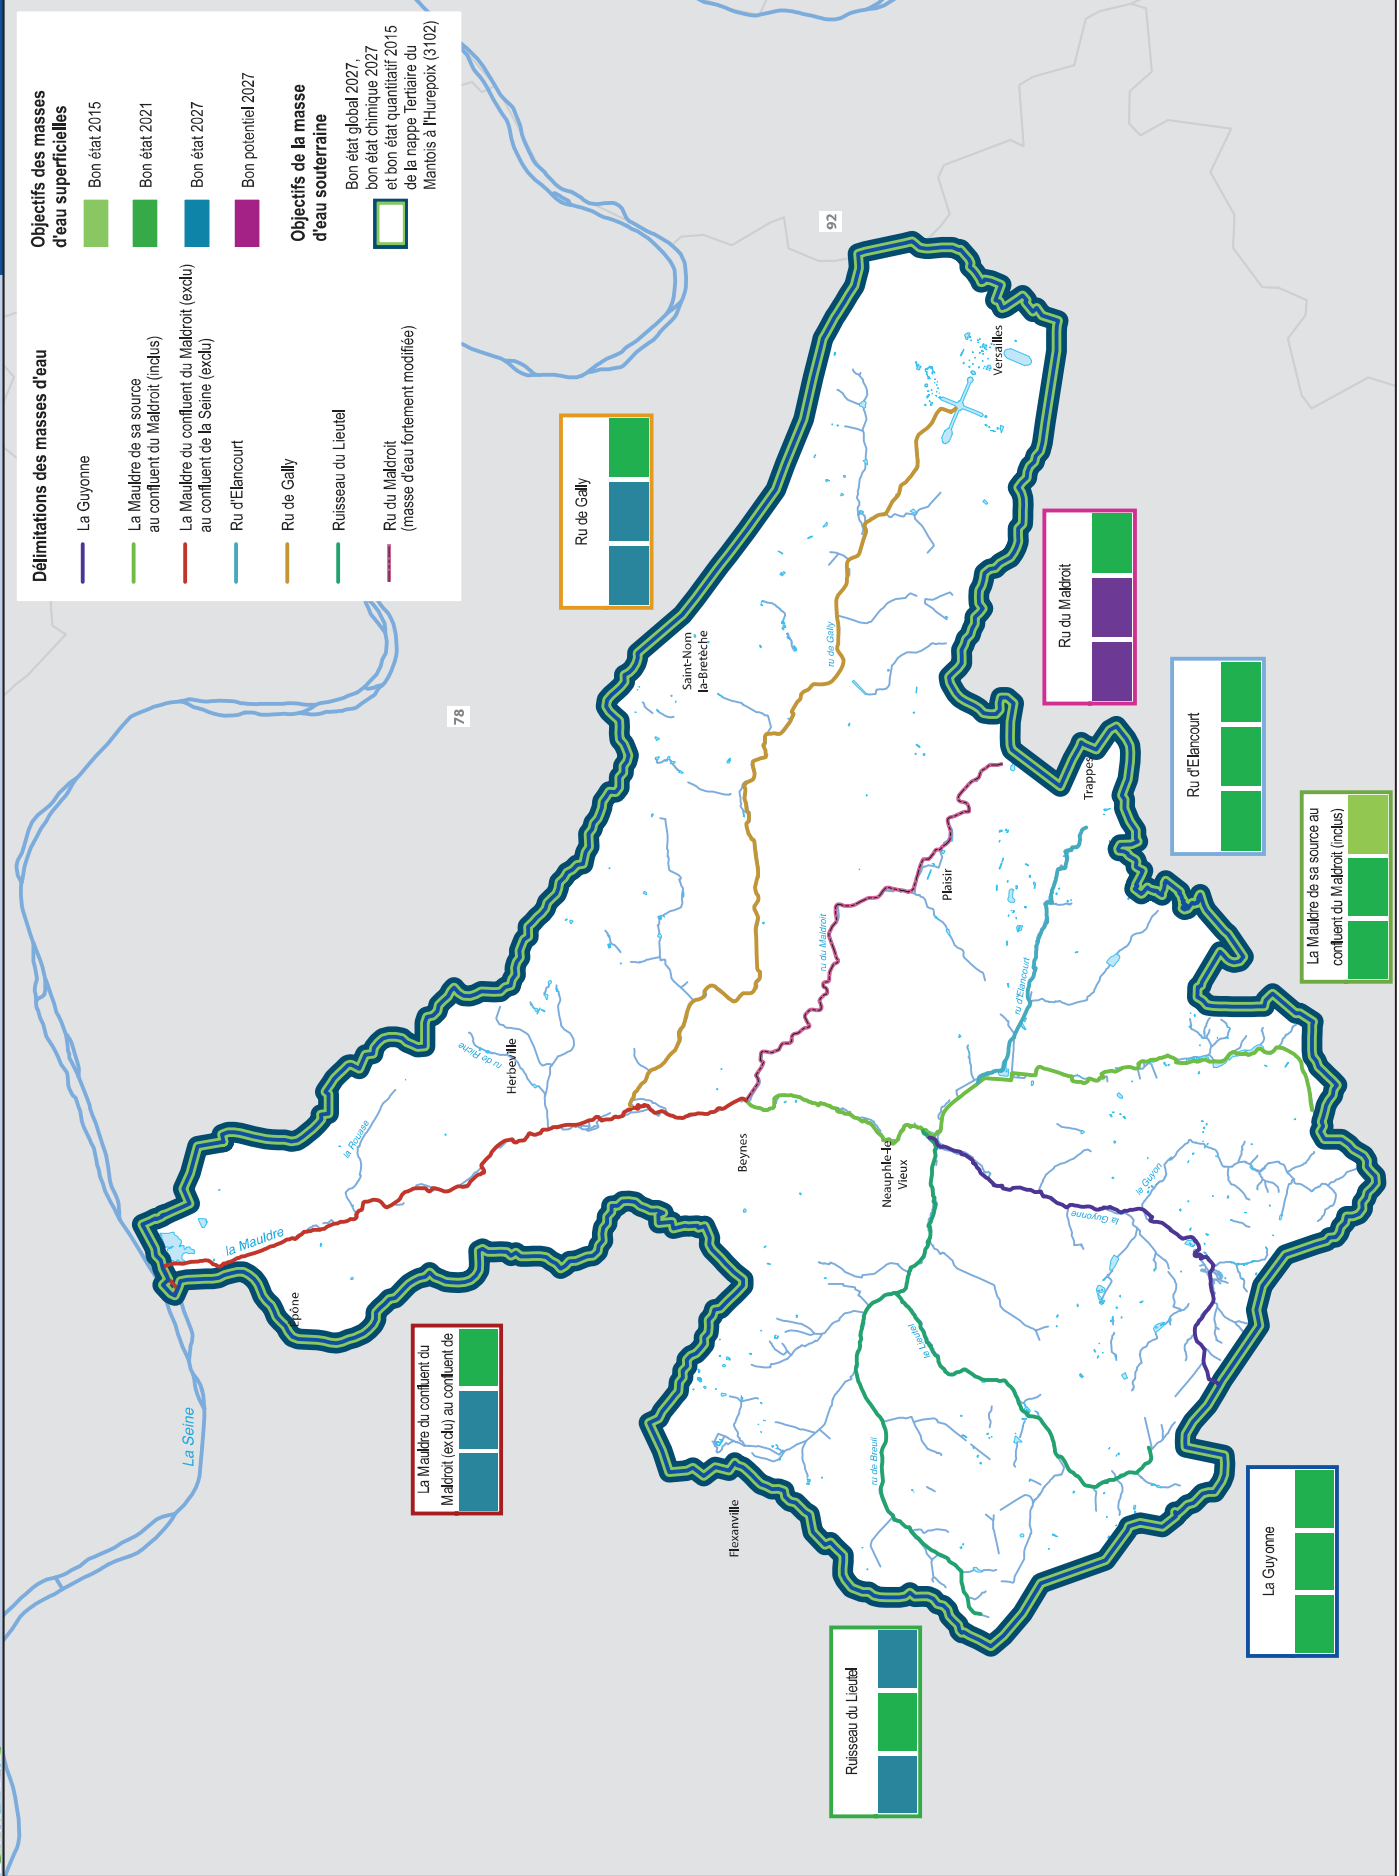 Délimitations des masses d'eau
La Guyonne
La Mauldre de sa source
au confluent du Maldroit (inclus)
La Mauldre du confluent du Maldroit (exclu)
au confluent de la Seine (exclu)
Ru d'Elancourt
Ru de Gally
Ruisseau du Lieutel
Ru du Maldroit
(masse d'eau fortement modifiée)
Objectifs des masses
d'eau superficielles
Bon état 2015
Bon état 2021
Bon état 2027
Bon potentiel 2027
Objectifs de la masse
d'eau souterraine
Bon état global 2027,
bon état chimique 2027
et bon état quantitatif 2015
de la nappe Tertiaire du
Mantois à l'Hurepoix (3102)
La Seine
la Mauldre
Epône
la Rouase
ru de Riche
Herbeville
78
92
La Mauldre du confluent du
Maldroit (exclu) au confluent de
Ru de Gally
Saint-Nom
la-Bretèche
ru de Gally
Versailles
Beynes
Flexanville
ru du Maldroit
Plaisir
Neauphle-le
Vieux
ru de Breuil
le Lieutel
Ruisseau du Lieutel
Ru du Maldroit
Trappes
ru d'Elancourt
Ru d'Elancourt
la Guyonne
le Guyon
La Guyonne
La Mauldre de sa source au
confluent du Maldroit (inclus)